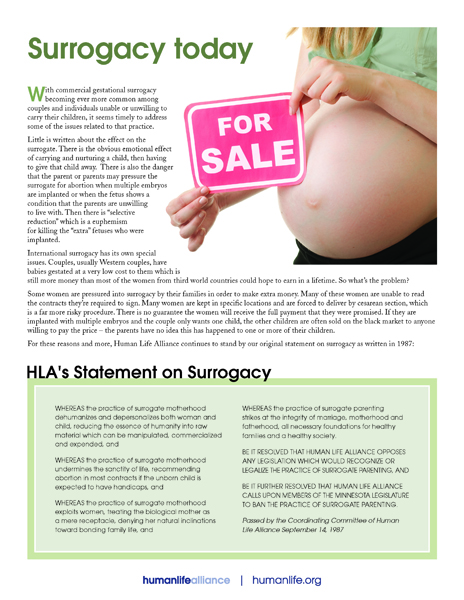 Surrogacy today
With commercial gestational surrogacy
becoming ever more common among
couples and individuals unable or unwilling to
carry their children, it seems timely to address
some of the issues related to that practice.
Little is written about the effect on the
surrogate. There is the obvious emotional effect
of carrying and nurturing a child, then having
to give that child away.  There is also the danger
that the parent or parents may pressure the
surrogate for abortion when multiple embryos
are implanted or when the fetus shows a
condition that the parents are unwilling
to live with. Then there is “selective
reduction” which is a euphemism
for killing the “extra” fetuses who were
implanted.
International surrogacy has its own special
issues. Couples, usually Western couples, have
babies gestated at a very low cost to them which is
still more money than most of the women from third world countries could hope to earn in a lifetime. So what’s the problem?
Some women are pressured into surrogacy by their families in order to make extra money. Many of these women are unable to read
the contracts they’re required to sign. Many women are kept in specific locations and are forced to deliver by cesarean section, which
is a far more risky procedure. There is no guarantee the women will receive the full payment that they were promised. If they are
implanted with multiple embryos and the couple only wants one child, the other children are often sold on the black market to anyone
willing to pay the price – the parents have no idea this has happened to one or more of their children.
For these reasons and more, Human Life Alliance continues to stand by our original statement on surrogacy as written in 1987:
FOR
SALE
HLA's Statement on Surrogacy
WHEREAS the practice of surrogate motherhood
dehumanizes and depersonalizes both woman and
child, reducing the essence of humanity into raw
material which can be manipulated, commercialized
and expended, and
WHEREAS the practice of surrogate motherhood
undermines the sanctity of life, recommending
abortion in most contracts if the unborn child is
expected to have handicaps, and
WHEREAS the practice of surrogate motherhood
exploits women, treating the biological mother as
a mere receptacle, denying her natural inclinations
toward bonding family life, and
WHEREAS the practice of surrogate parenting
strikes at the integrity of marriage, motherhood and
fatherhood, all necessary foundations for healthy
families and a healthy society.
BE IT RESOLVED THAT HUMAN LIFE ALLIANCE OPPOSES
ANY LEGISLATION WHICH WOULD RECOGNIZE OR
LEGALIZE THE PRACTICE OF SURROGATE PARENTING, AND
BE IT FURTHER RESOLVED THAT HUMAN LIFE ALLIANCE
CALLS UPON MEMBERS OF THE MINNESOTA LEGISLATURE
TO BAN THE PRACTICE OF SURROGATE PARENTING.
Passed by the Coordinating Committee of Human
Life Alliance September 14, 1987
humanlifealliance | humanlife.org